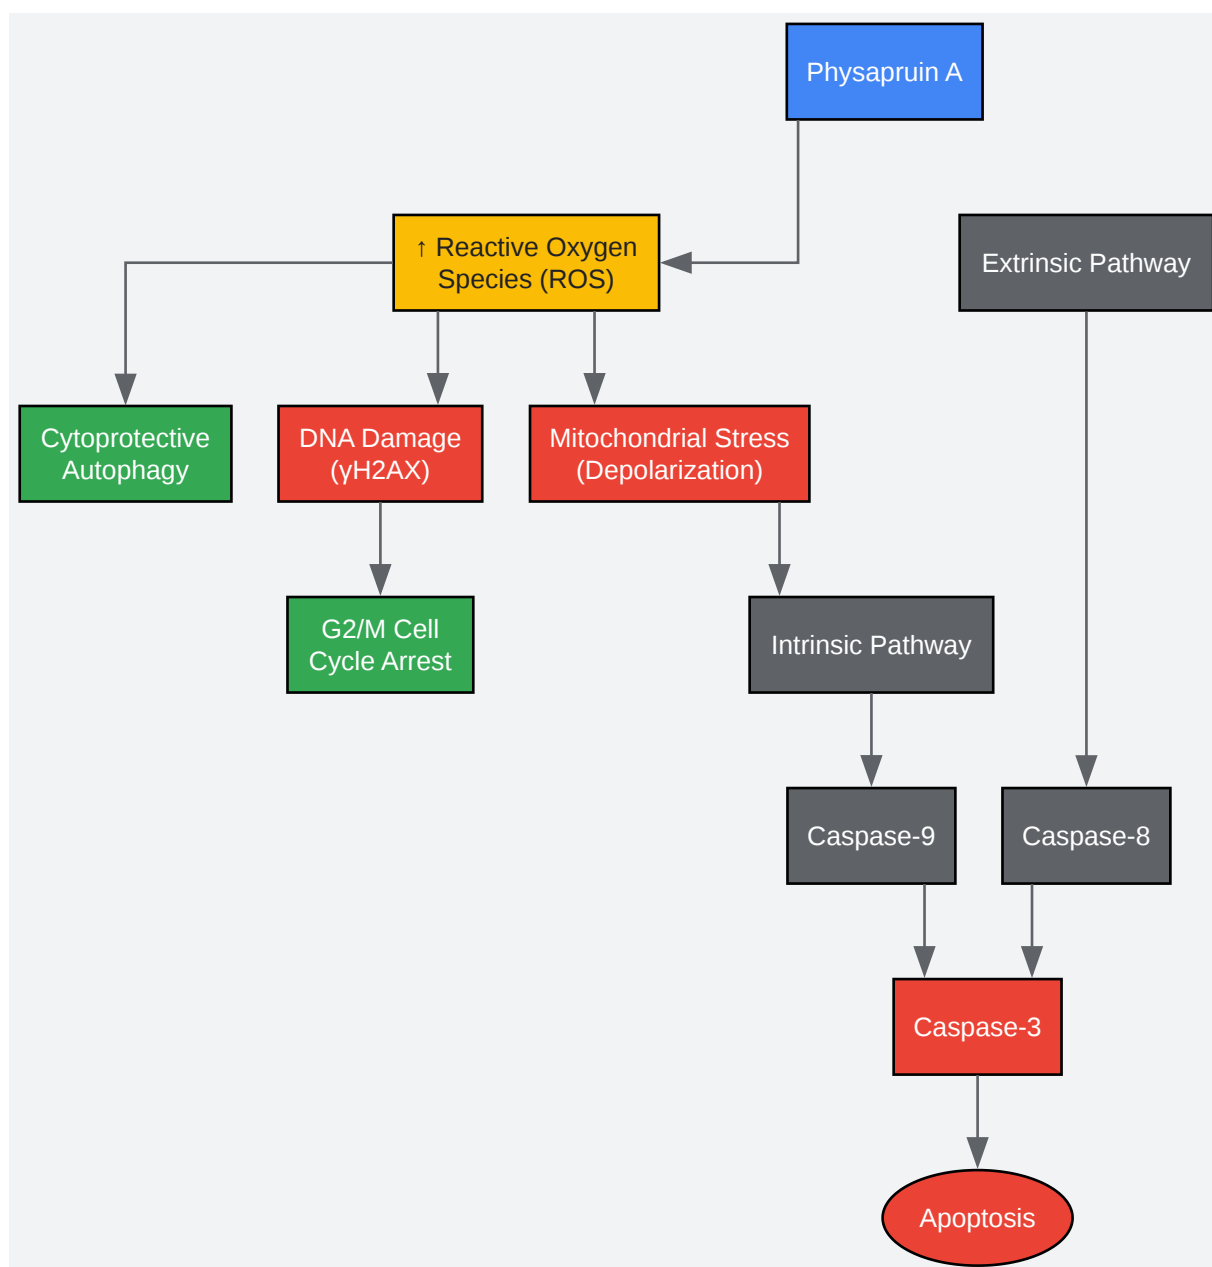 Physapruin A
↑ Reactive Oxygen
Species (ROS)
Extrinsic Pathway
Cytoprotective
Autophagy
DNA Damage
(γH2AX)
Mitochondrial Stress
(Depolarization)
G2/M Cell
Cycle Arrest
Intrinsic Pathway
Caspase-9
Caspase-8
Caspase-3
Apoptosis